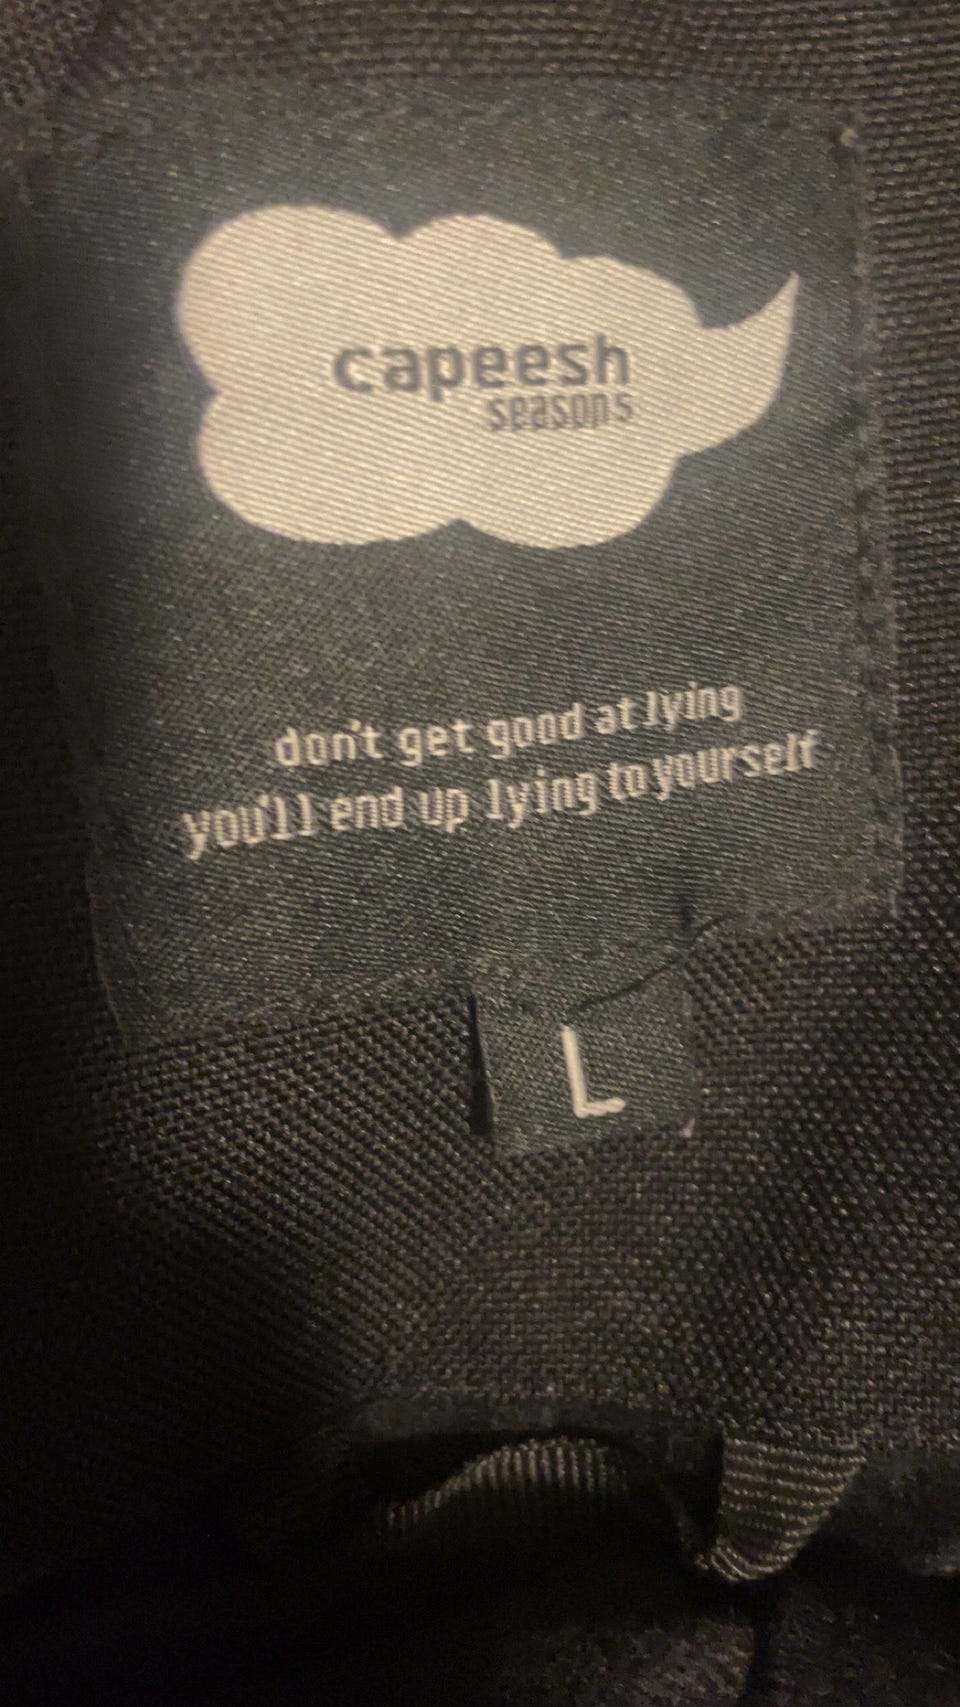 capeesh
seasons
don't get good at lying
you'll end up lying to yourself
L